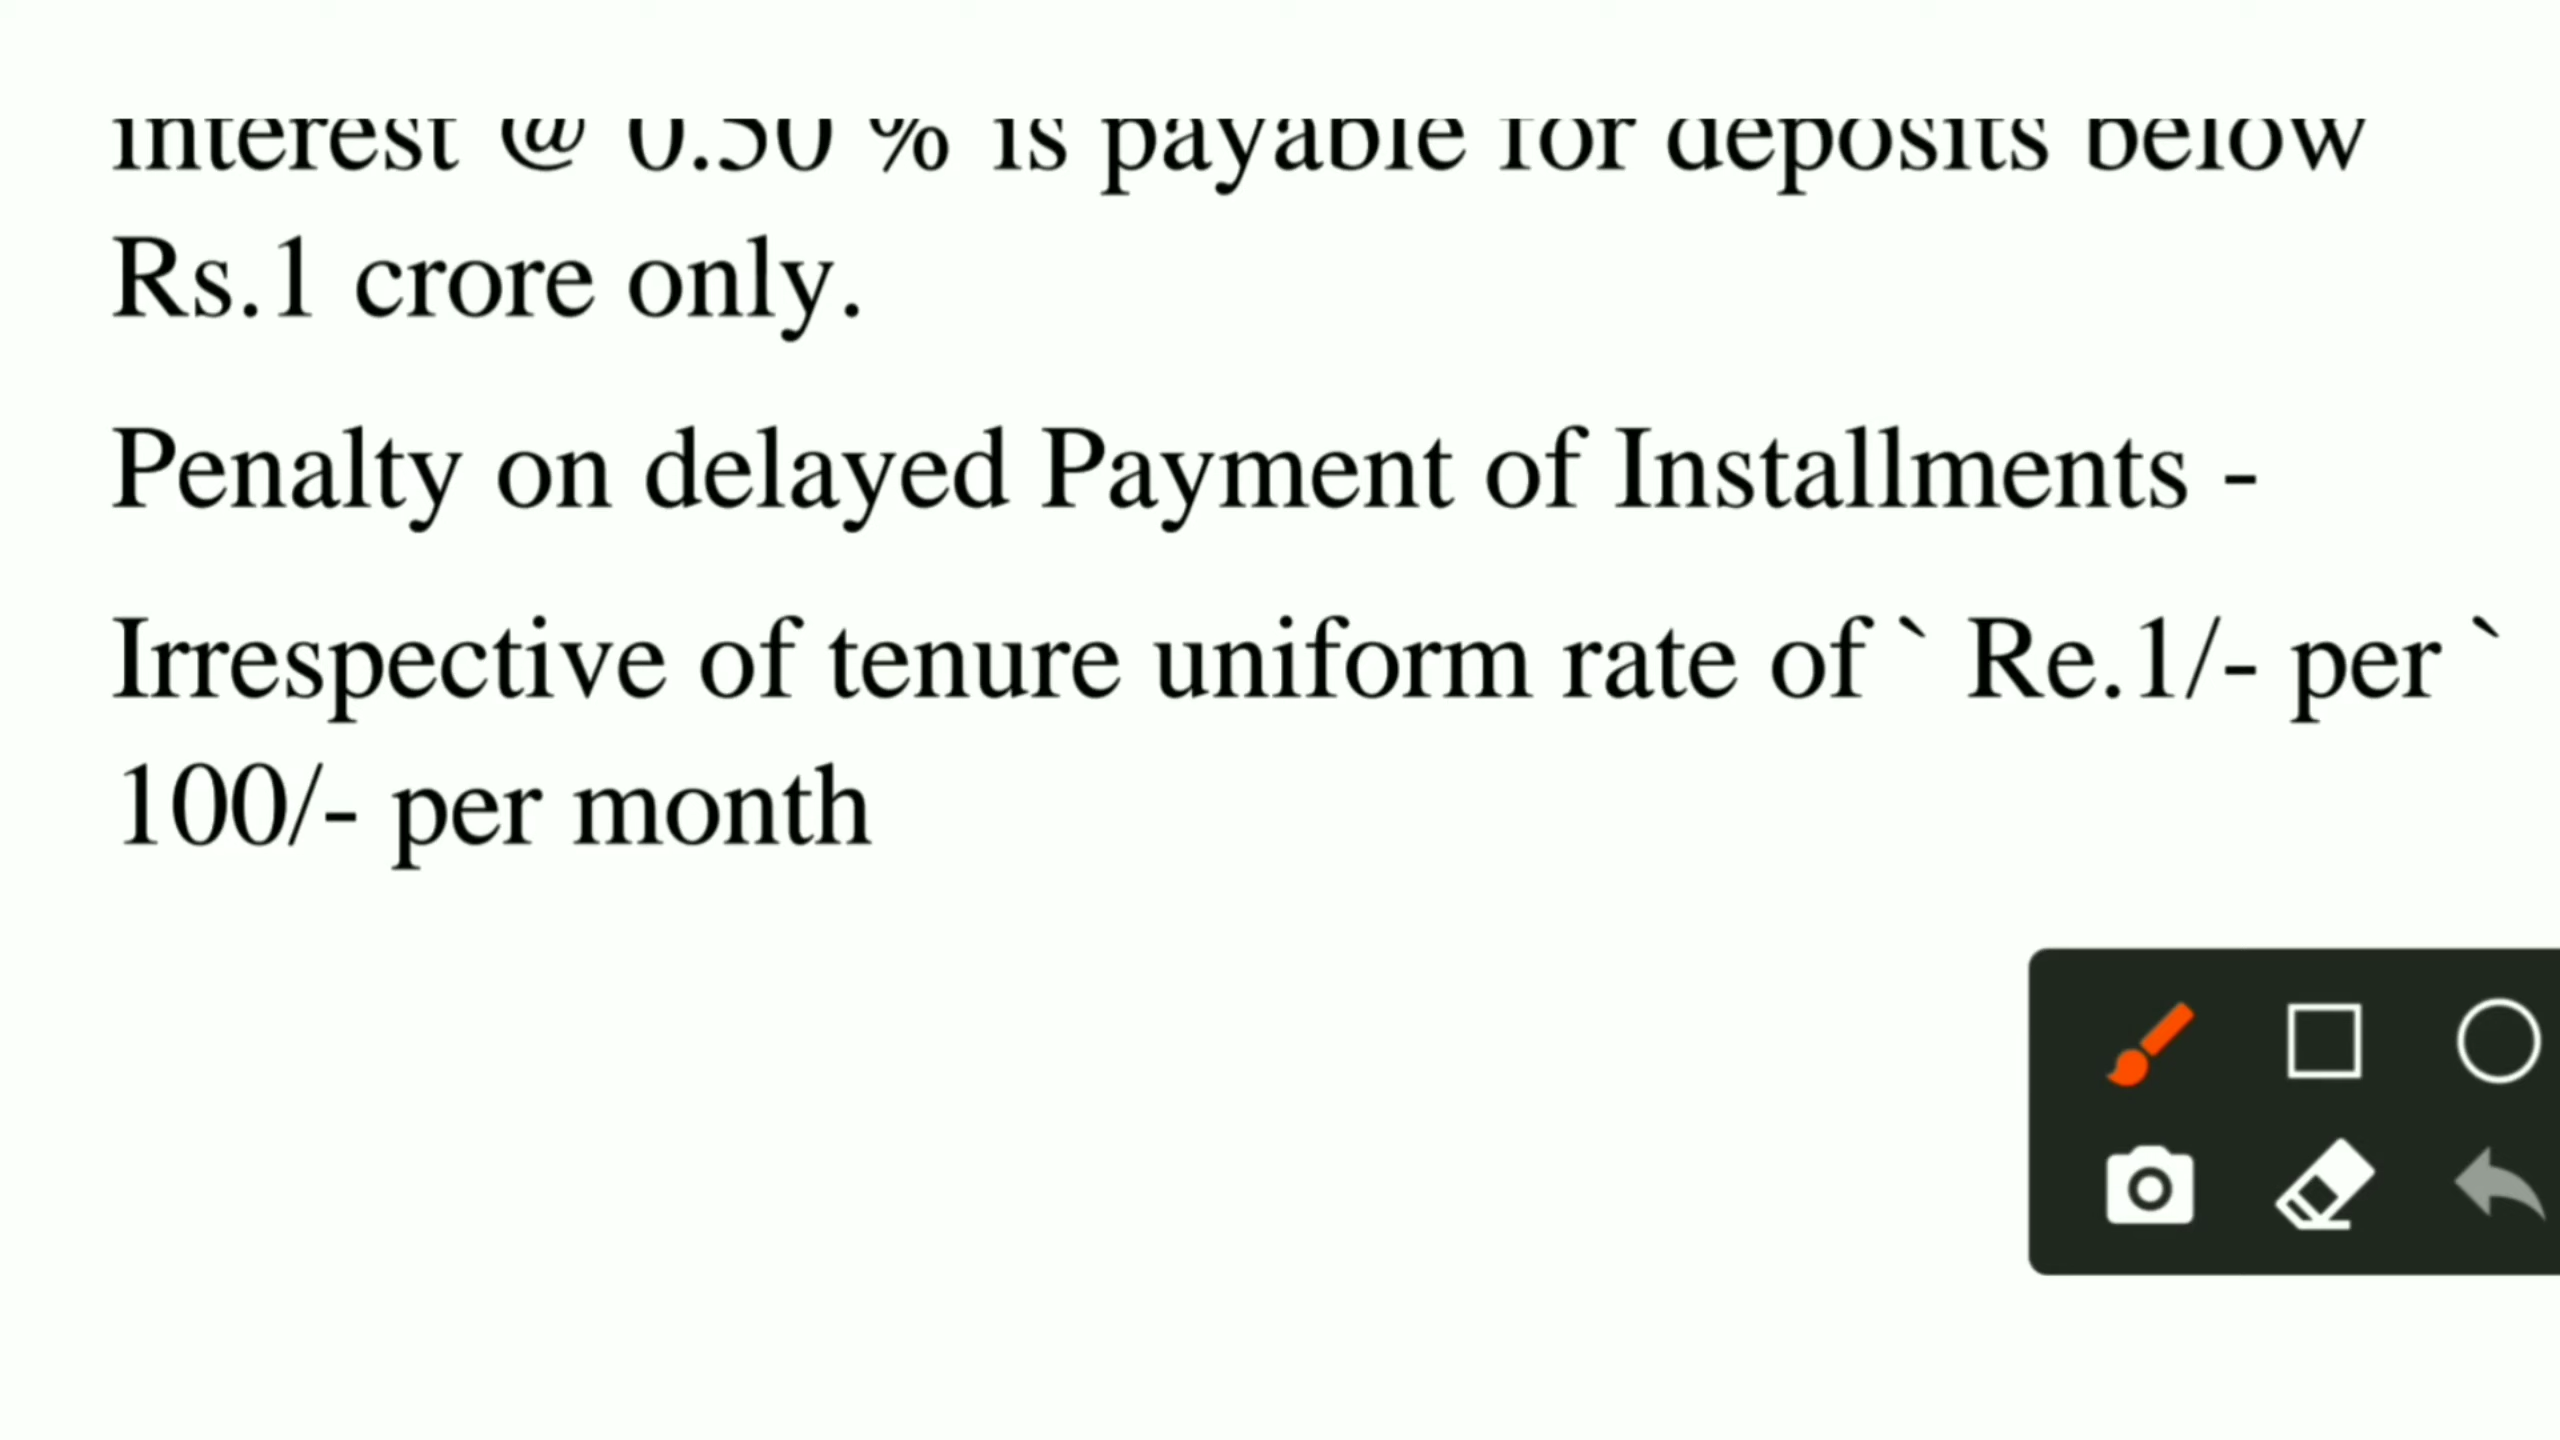 interest @ 0.50 % is payable for deposits below
Rs.1 crore only.
Penalty on delayed Payment of Installments -
Irrespective of tenure uniform rate of ` Re.1/- per `
100/- per month